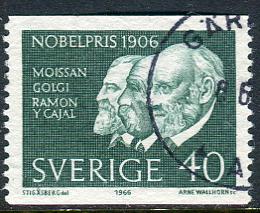 NOBELPRIS 1906
MOISSAN
GOLGI
RAMON
Y CAJAL
SVERIGE 40
STIG ÅSBERG del 1966 ARNE WALLHORN sc